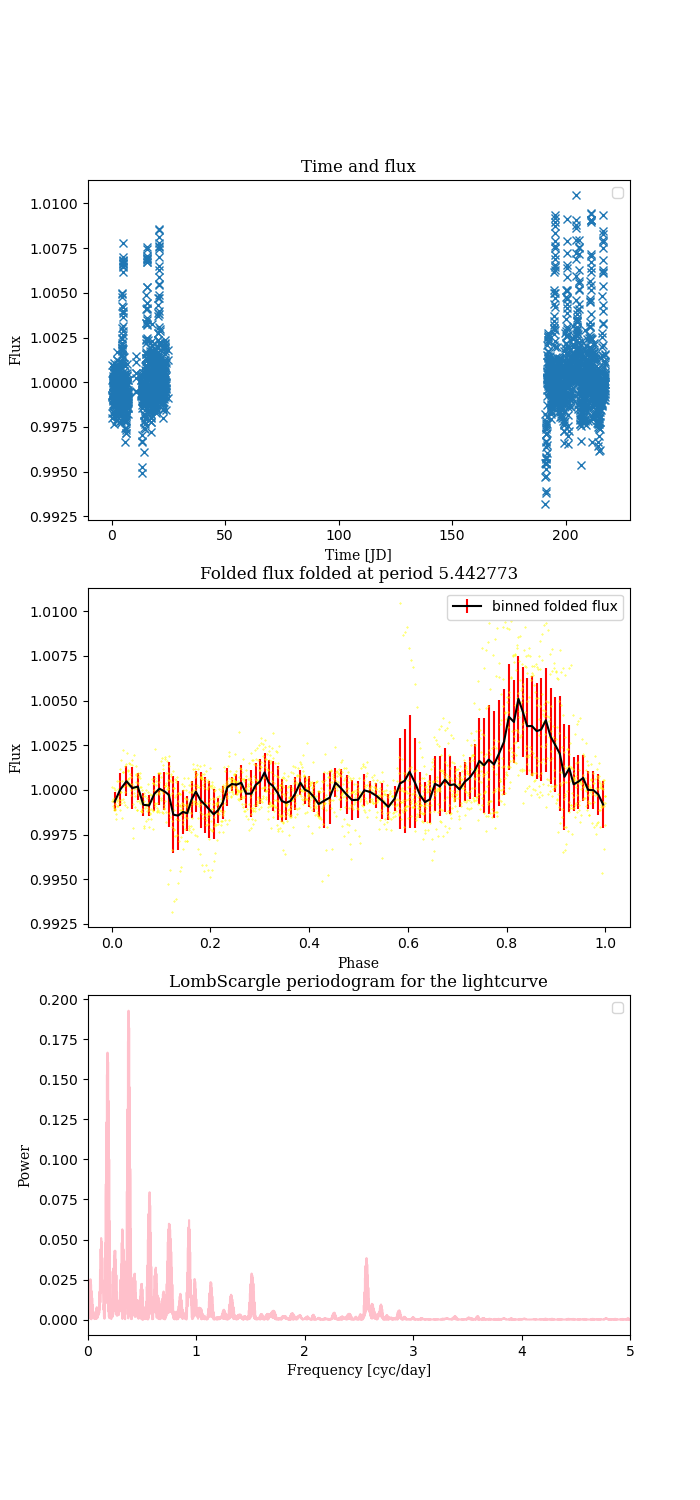 Time and flux
1.0100
1.0075
1.0050
1.0025
1.0000
0.9975
0.9950
0.9925
Flux
0 50 100 150 200
Time [JD]
Folded flux folded at period 5.442773
binned folded flux
1.0100
1.0075
1.0050
1.0025
1.0000
0.9975
0.9950
0.9925
Flux
0.0 0.2 0.4 0.6 0.8 1.0
Phase
LombScargle periodogram for the lightcurve
0.200
0.175
0.150
0.125
0.100
0.075
0.050
0.025
0.000
Power
0 1 2 3 4 5
Frequency [cyc/day]